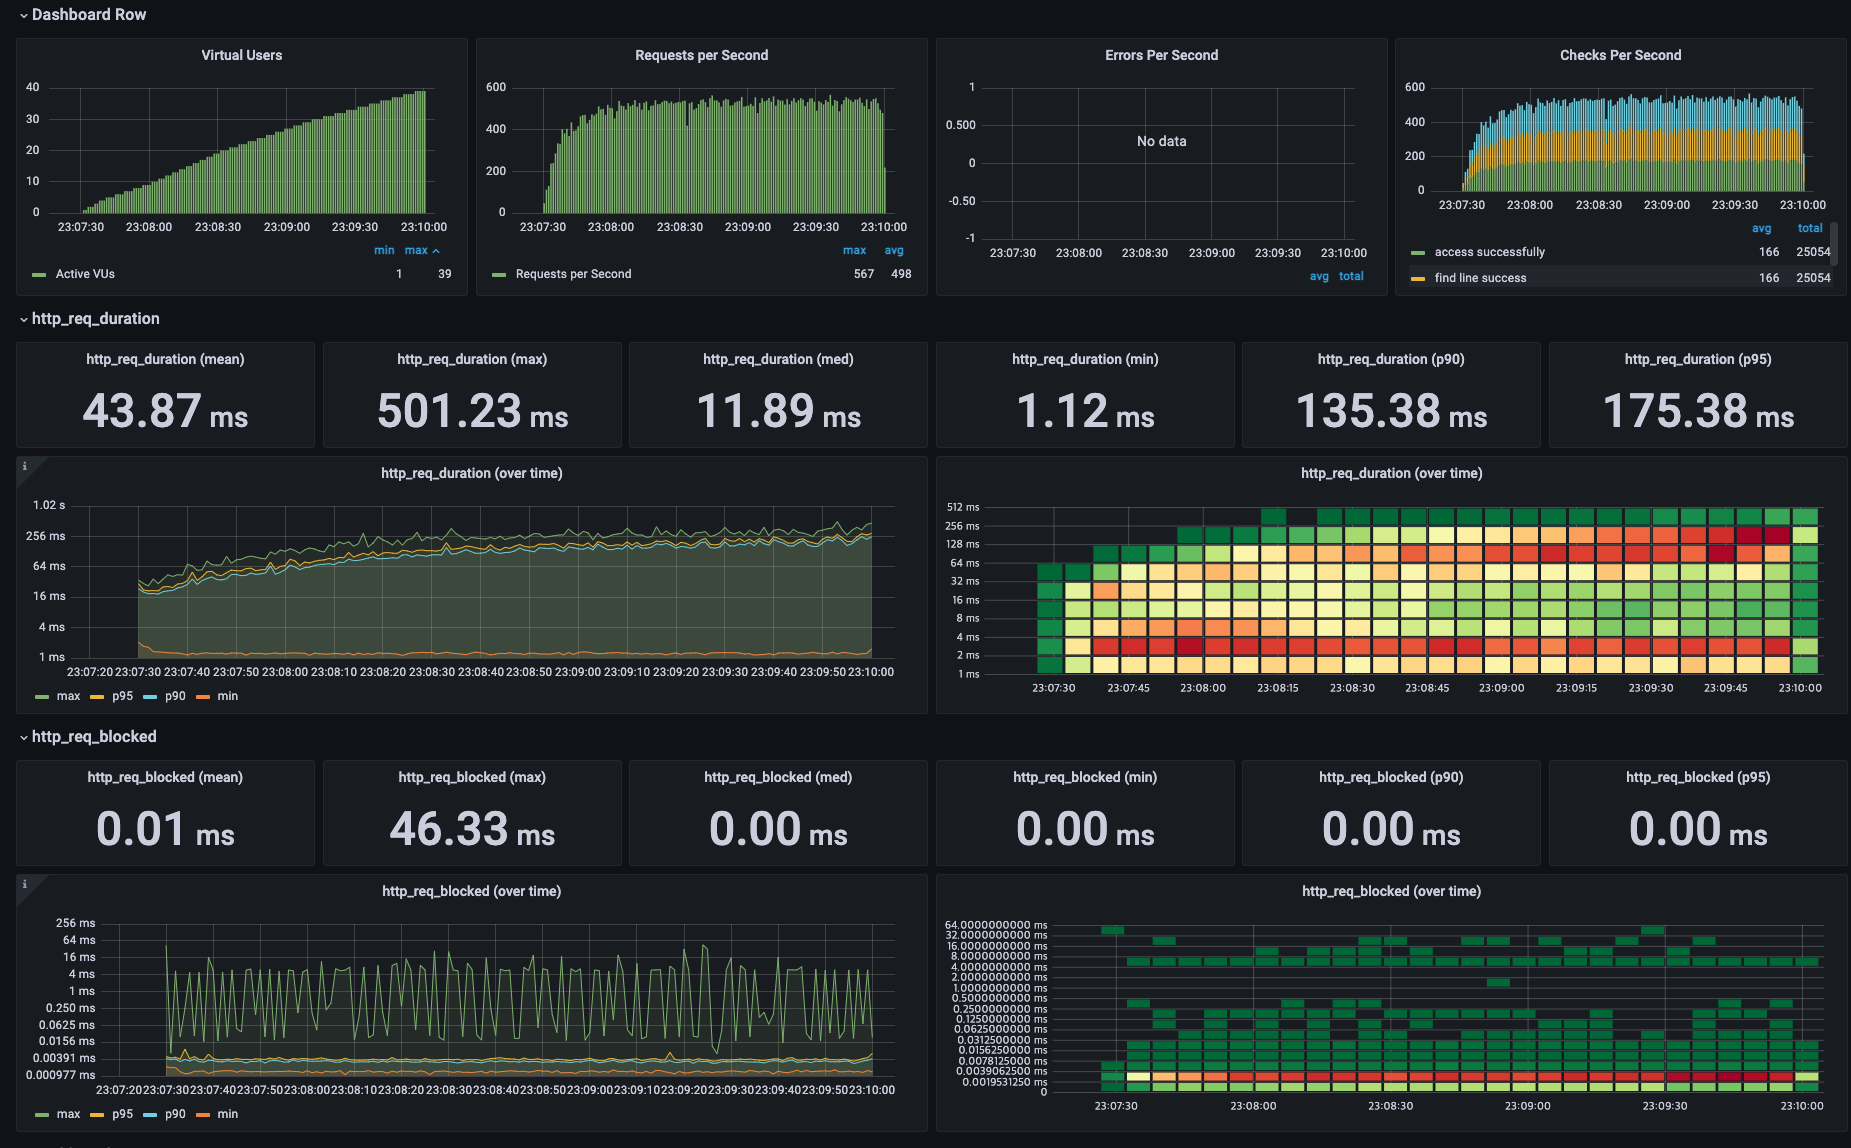 Dashboard Row
Virtual Users
40
30
20
10
0
23:07:30 23:08:00 23:08:30 23:09:00 23:09:30 23:10:00
min max
Active VUs 1 39
Requests per Second
600
400
200
0
23:07:30 23:08:00 23:08:30 23:09:00 23:09:30 23:10:00
max avg
Requests per Second 567 498
Errors Per Second
1
0.500
0
-0.50
-1
No data
23:07:30 23:08:00 23:08:30 23:09:00 23:09:30 23:10:00
avg total
Checks Per Second
600
400
200
0
23:07:30 23:08:00 23:08:30 23:09:00 23:09:30 23:10:00
avg total
access successfully 166 25054
find line success 166 25054
http_req_duration
http_req_duration (mean)
43.87 ms
http_req_duration (max)
501.23 ms
http_req_duration (med)
11.89 ms
http_req_duration (min)
1.12 ms
http_req_duration (p90)
135.38 ms
http_req_duration (p95)
175.38 ms
i
http_req_duration (over time)
1.02 s
256 ms
64 ms
16 ms
4 ms
1 ms
23:07:20 23:07:30 23:07:40 23:07:50 23:08:00 23:08:10 23:08:20 23:08:30 23:08:40 23:08:50 23:09:00 23:09:10 23:09:20 23:09:30 23:09:40 23:09:50 23:10:00
max p95 p90 min
http_req_duration (over time)
512 ms
256 ms
128 ms
64 ms
32 ms
16 ms
8 ms
4 ms
2 ms
1 ms
23:07:30 23:07:45 23:08:00 23:08:15 23:08:30 23:08:45 23:09:00 23:09:15 23:09:30 23:09:45 23:10:00
http_req_blocked
http_req_blocked (mean)
0.01 ms
http_req_blocked (max)
46.33 ms
http_req_blocked (med)
0.00 ms
http_req_blocked (min)
0.00 ms
http_req_blocked (p90)
0.00 ms
http_req_blocked (p95)
0.00 ms
i
http_req_blocked (over time)
256 ms
64 ms
16 ms
4 ms
1 ms
0.250 ms
0.0625 ms
0.0156 ms
0.00391 ms
0.000977 ms
23:07:20 23:07:30 23:07:40 23:07:50 23:08:00 23:08:10 23:08:20 23:08:30 23:08:40 23:08:50 23:09:00 23:09:10 23:09:20 23:09:30 23:09:40 23:09:50 23:10:00
max p95 p90 min
http_req_blocked (over time)
64.0000000000 ms
32.0000000000 ms
16.0000000000 ms
8.0000000000 ms
4.0000000000 ms
2.0000000000 ms
1.0000000000 ms
0.5000000000 ms
0.2500000000 ms
0.1250000000 ms
0.0625000000 ms
0.0312500000 ms
0.0156250000 ms
0.0078125000 ms
0.0039062500 ms
0.0019531250 ms
0
23:07:30 23:08:00 23:08:30 23:09:00 23:09:30 23:10:00